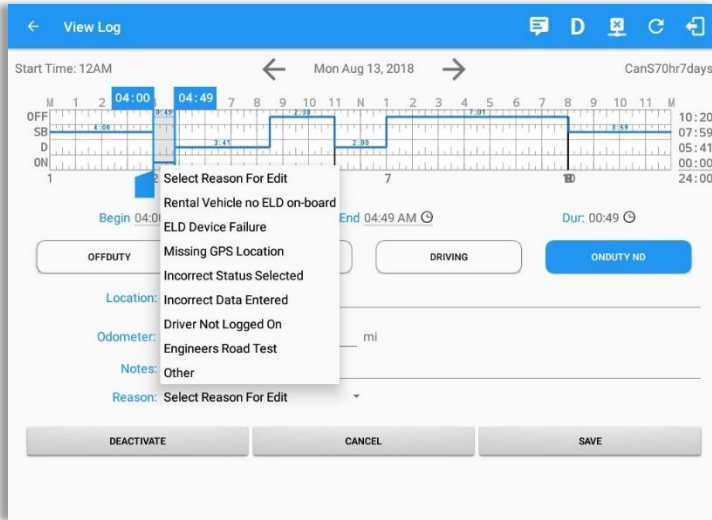 View Log
D
Start Time: 12AM
Mon Aug 13, 2018
CanS70hr7days
04:00
04:49
M 1 2 7 8 9 10 11 N 1 2 3 4 5 6 7 8 9 10 11 M
OFF 0:49 7:01 10:20
SB 4:00 3:59 07:59
D 3:41 2:00 05:41
ON 00:00
1 2 7 24:00
Begin 04:0
End 04:49 AM
Dur: 00:49
OFFDUTY
DRIVING
ONDUTY ND
Location:
Odometer:
mi
Notes:
Reason: Select Reason For Edit
Select Reason For Edit
Rental Vehicle no ELD on-board
ELD Device Failure
Missing GPS Location
Incorrect Status Selected
Incorrect Data Entered
Driver Not Logged On
Engineers Road Test
Other
DEACTIVATE
CANCEL
SAVE